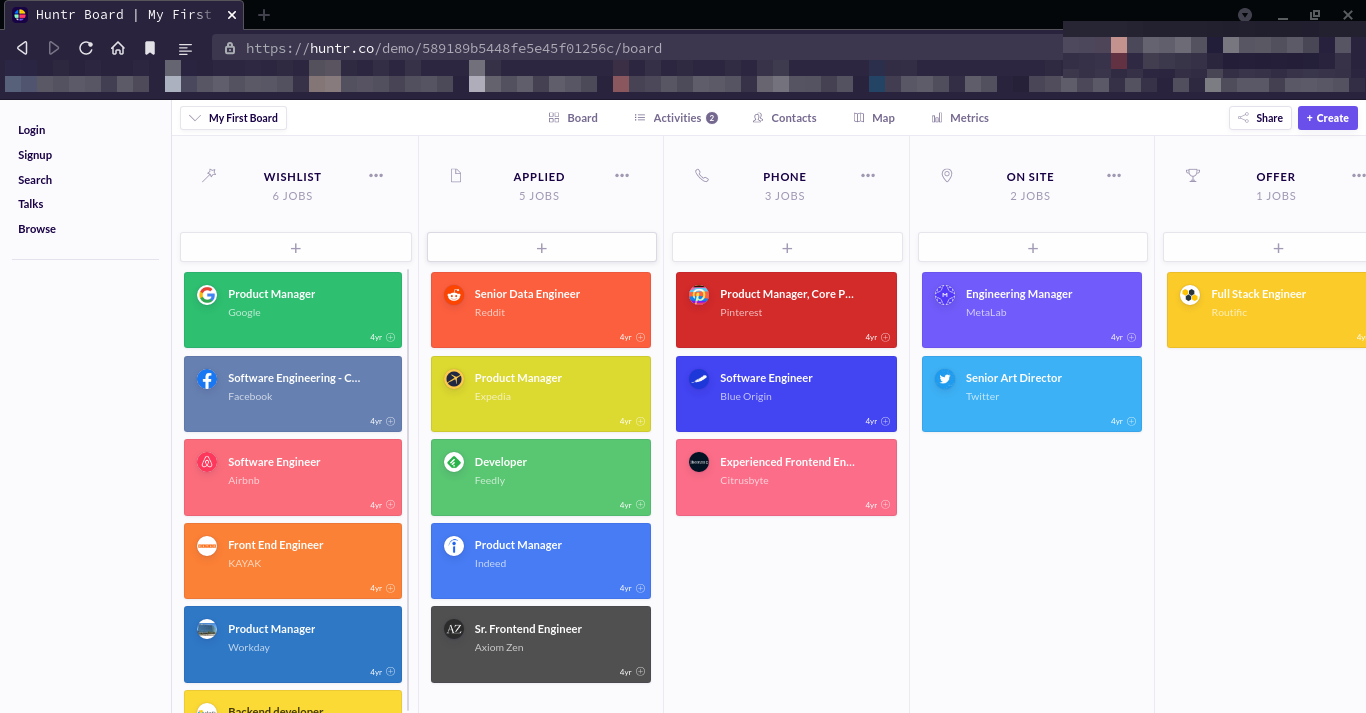 Huntr Board | My First
https://huntr.co/demo/589189b5448fe5e45f01256c/board
Login
Signup
Search
Talks
Browse
My First Board
Board
Activities 2
Contacts
Map
Metrics
Share
+ Create
WISHLIST
6 JOBS
+
Product Manager
Google
4yr
Software Engineering - C...
Facebook
4yr
Software Engineer
Airbnb
4yr
Front End Engineer
KAYAK
4yr
Product Manager
Workday
4yr
Backend developer
APPLIED
5 JOBS
+
Senior Data Engineer
Reddit
4yr
Product Manager
Expedia
4yr
Developer
Feedly
4yr
Product Manager
Indeed
4yr
AZ
Sr. Frontend Engineer
Axiom Zen
4yr
PHONE
3 JOBS
+
Product Manager, Core P...
Pinterest
4yr
Software Engineer
Blue Origin
4yr
Experienced Frontend En...
Citrusbyte
4yr
ON SITE
2 JOBS
+
Engineering Manager
MetaLab
4yr
Senior Art Director
Twitter
4yr
OFFER
1 JOBS
+
Full Stack Engineer
Routific
4y